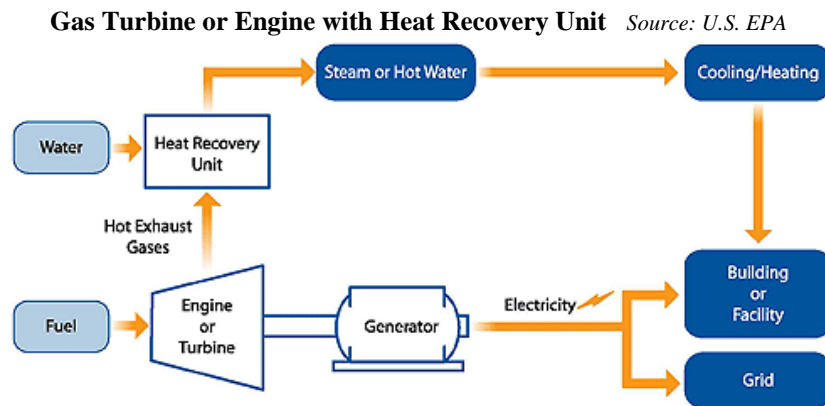 Gas Turbine or Engine with Heat Recovery Unit Source: U.S. EPA
Steam or Hot Water
Cooling/Heating
Water
Heat Recovery
Unit
Hot Exhaust
Gases
Building
or
Facility
Fuel
Engine
or
Turbine
Generator
Electricity
Grid